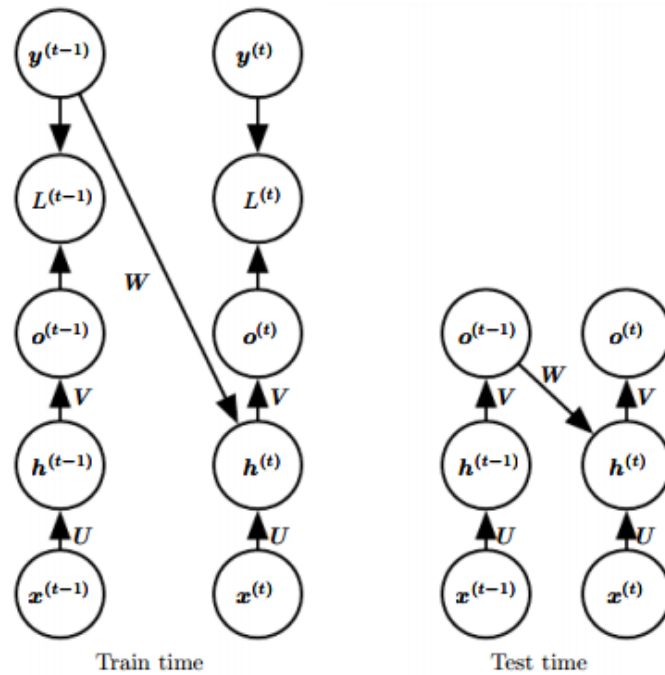 y^(t−1) y^(t)
L^(t−1) L^(t)
W
o^(t−1) o^(t) o^(t−1) o^(t)
W
V V V V
h^(t−1) h^(t) h^(t−1) h^(t)
U U U U
x^(t−1) x^(t) x^(t−1) x^(t)
Train time Test time